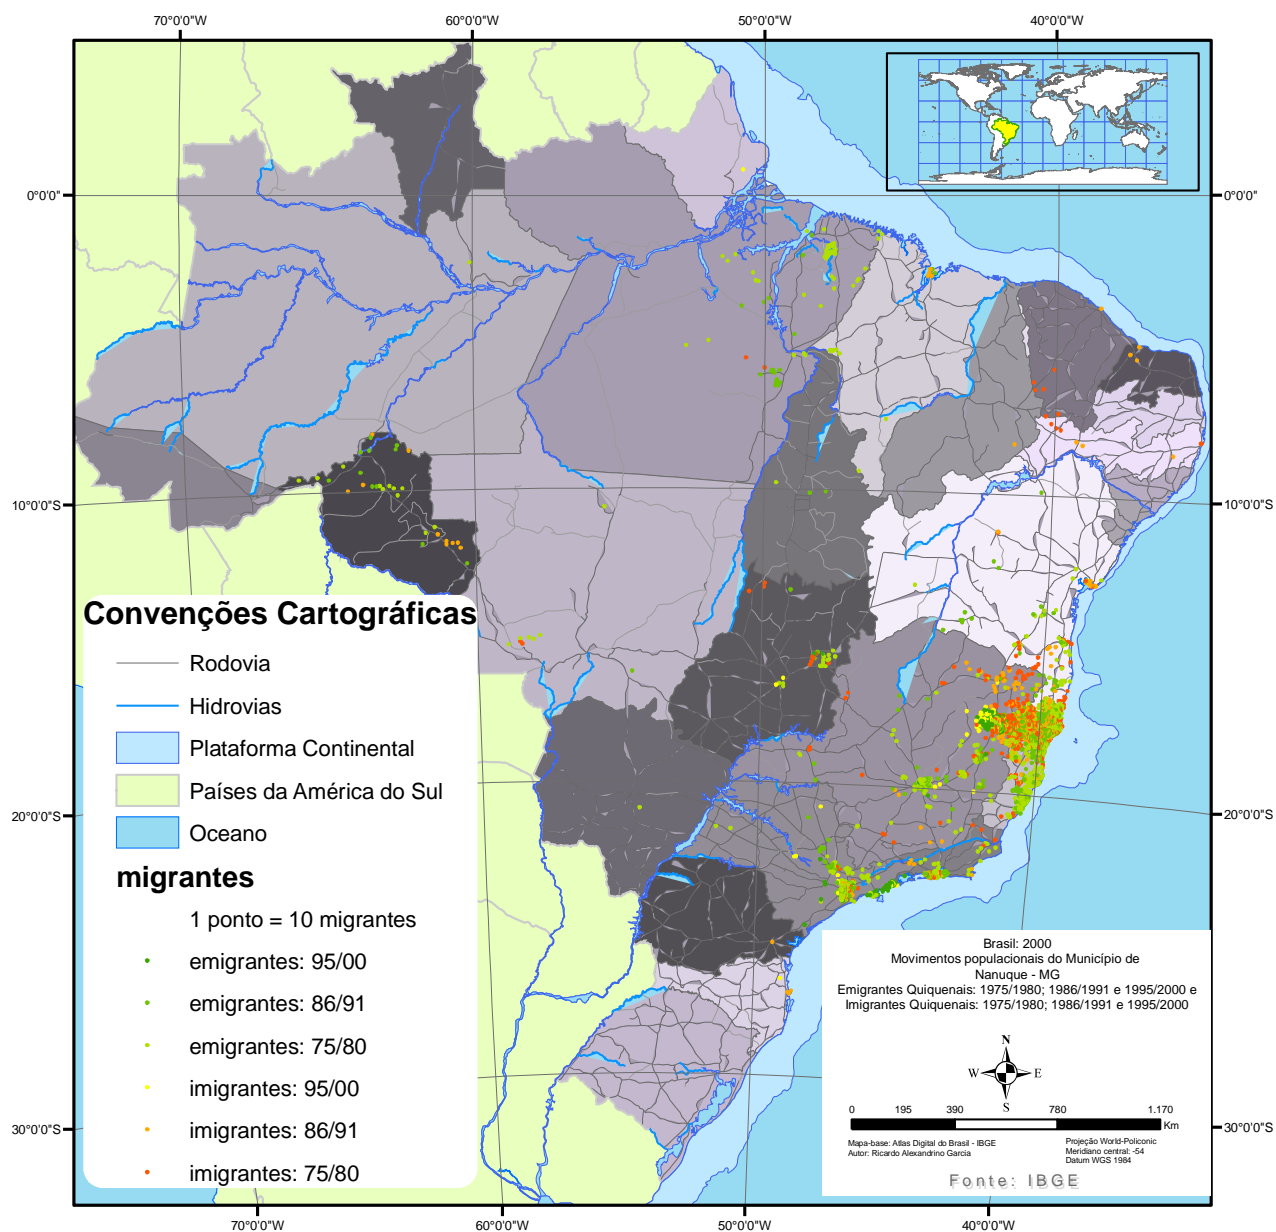 70°0'0"W 60°0'0"W 50°0'0"W 40°0'0"W
0°0'0" 0°0'0"
10°0'0"S 10°0'0"S
20°0'0"S 20°0'0"S
30°0'0"S 30°0'0"S
Convenções Cartográficas
Rodovia
Hidrovias
Plataforma Continental
Países da América do Sul
Oceano
migrantes
1 ponto = 10 migrantes
emigrantes: 95/00
emigrantes: 86/91
emigrantes: 75/80
imigrantes: 95/00
imigrantes: 86/91
imigrantes: 75/80
Brasil: 2000
Movimentos populacionais do Município de
Nanuque - MG
Emigrantes Quiquenais: 1975/1980; 1986/1991 e 1995/2000 e
Imigrantes Quiquenais: 1975/1980; 1986/1991 e 1995/2000
N
W E
S
0 195 390 780 1.170
Km
Mapa-base: Atlas Digital do Brasil - IBGE
Autor: Ricardo Alexandrino Garcia
Projeção World-Policonic
Meridiano central: -54
Datum WGS 1984
Fonte: IBGE
70°0'0"W 60°0'0"W 50°0'0"W 40°0'0"W